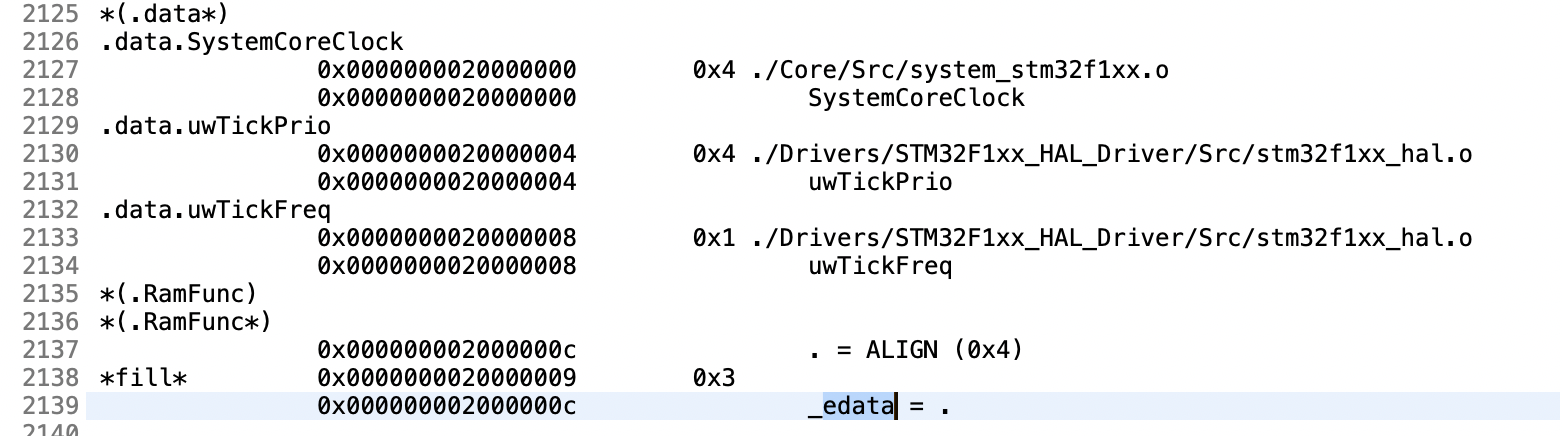 2125 *(.data*)
2126 .data.SystemCoreClock
2127 0x0000000020000000 0x4 ./Core/Src/system_stm32f1xx.o
2128 0x0000000020000000 SystemCoreClock
2129 .data.uwTickPrio
2130 0x0000000020000004 0x4 ./Drivers/STM32F1xx_HAL_Driver/Src/stm32f1xx_hal.o
2131 0x0000000020000004 uwTickPrio
2132 .data.uwTickFreq
2133 0x0000000020000008 0x1 ./Drivers/STM32F1xx_HAL_Driver/Src/stm32f1xx_hal.o
2134 0x0000000020000008 uwTickFreq
2135 *(.RamFunc)
2136 *(.RamFunc*)
2137 0x000000002000000c . = ALIGN (0x4)
2138 *fill* 0x0000000020000009 0x3
2139 0x000000002000000c _edata = .
2140